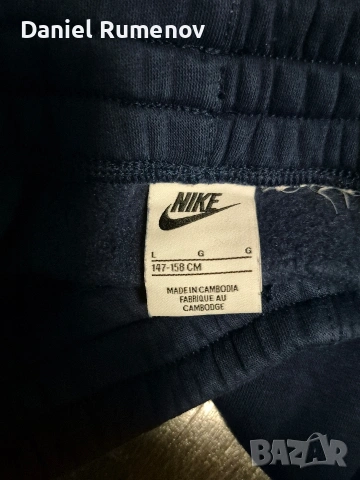 Daniel Rumenov
NIKE
L G G
147-158 CM
MADE IN CAMBODIA
FABRIQUE AU
CAMBODGE
BAZAR